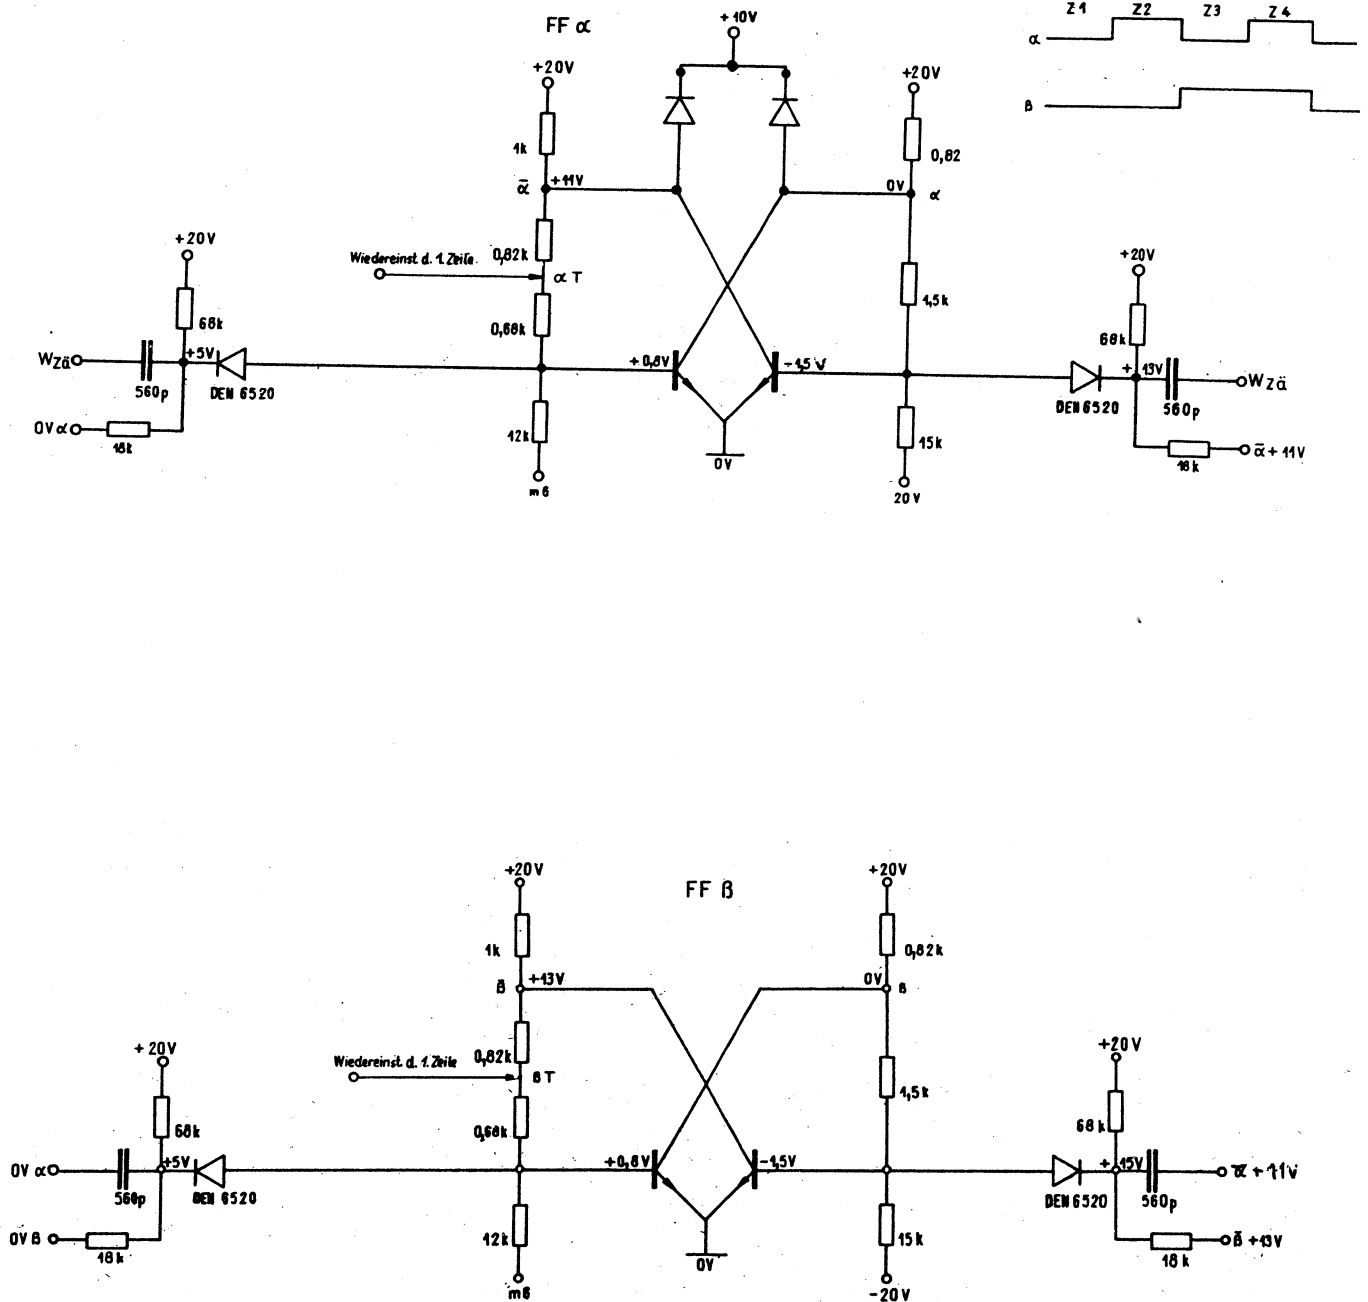 FF α
+10V
Z1 Z2 Z3 Z4
α
β
+20V
+20V
1k
0,82
ᾱ +11V
0V α
0,82k
Wiedereinst. d. 1. Zeile.
α T
+20V
+20V
1,5k
68k
0,68k
68k
WZä
+5V
+0,8V
-1,5V
+ 13V
WZä
560p
DEN 6520
DEN 6520
560p
0V α
18k
12k
0V
15k
ᾱ + 11V
18k
m6
20V
+20V
FF β
+20V
1k
0,82k
β̄ +13V
0V β
+20V
0,82k
Wiedereinst. d. 1. Zeile
β T
+20V
1,5k
68k
0,68k
68k
0V α
+5V
+0,8V
-1,5V
+ 15V
ᾱ + 11V
560p
DEN 6520
DEN 6520
560p
0V β
18k
12k
0V
15k
β̄ +13V
18k
m6
-20V